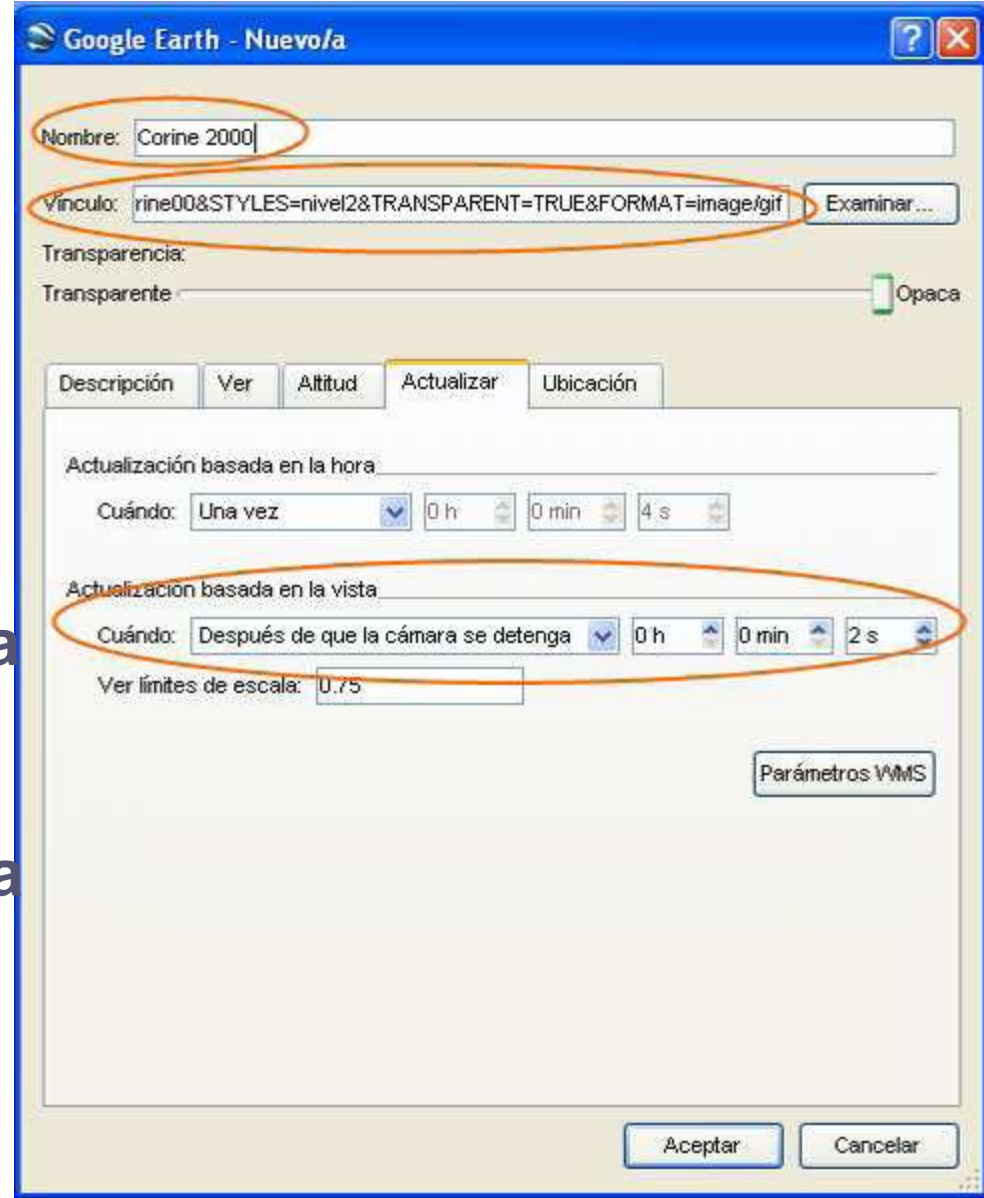 Google Earth - Nuevo/a
Nombre: Corine 2000
Vínculo: rine00&STYLES=nivel2&TRANSPARENT=TRUE&FORMAT=image/gif Examinar...
Transparencia:
Transparente Opaca
Descripción Ver Altitud Actualizar Ubicación
Actualización basada en la hora
Cuándo: Una vez 0 h 0 min 4 s
Actualización basada en la vista
a
Cuándo: Después de que la cámara se detenga 0 h 0 min 2 s
Ver límites de escala: 0.75
Parámetros WMS
a
Aceptar Cancelar